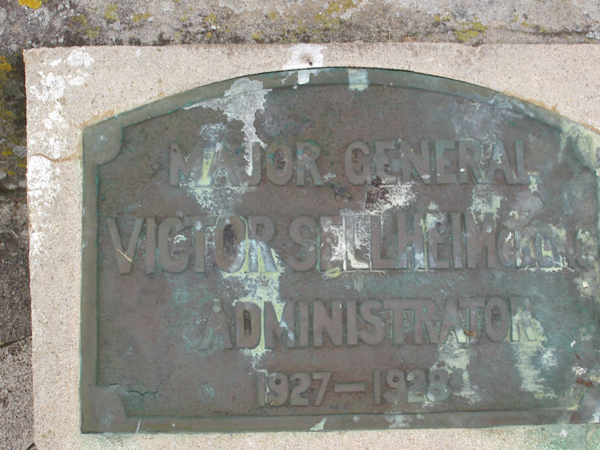 MAJOR GENERAL
VICTOR SELLHEIM
ADMINISTRATOR
1927—1928